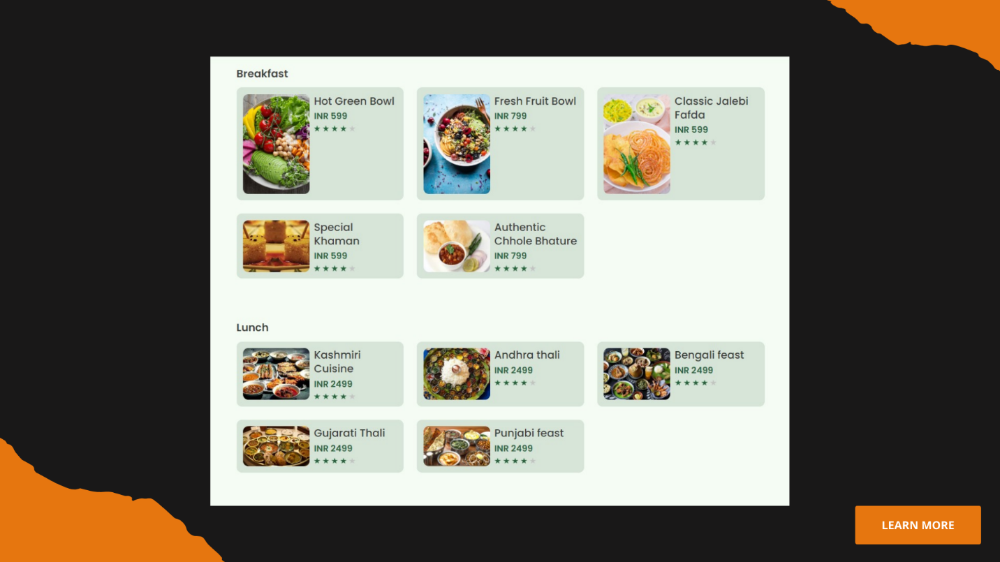 Breakfast
Hot Green Bowl
INR 599
Fresh Fruit Bowl
INR 799
Classic Jalebi
Fafda
INR 599
Special
Khaman
INR 599
Authentic
Chhole Bhature
INR 799
Lunch
Kashmiri
Cuisine
INR 2499
Andhra thali
INR 2499
Bengali feast
INR 2499
Gujarati Thali
INR 2499
Punjabi feast
INR 2499
LEARN MORE